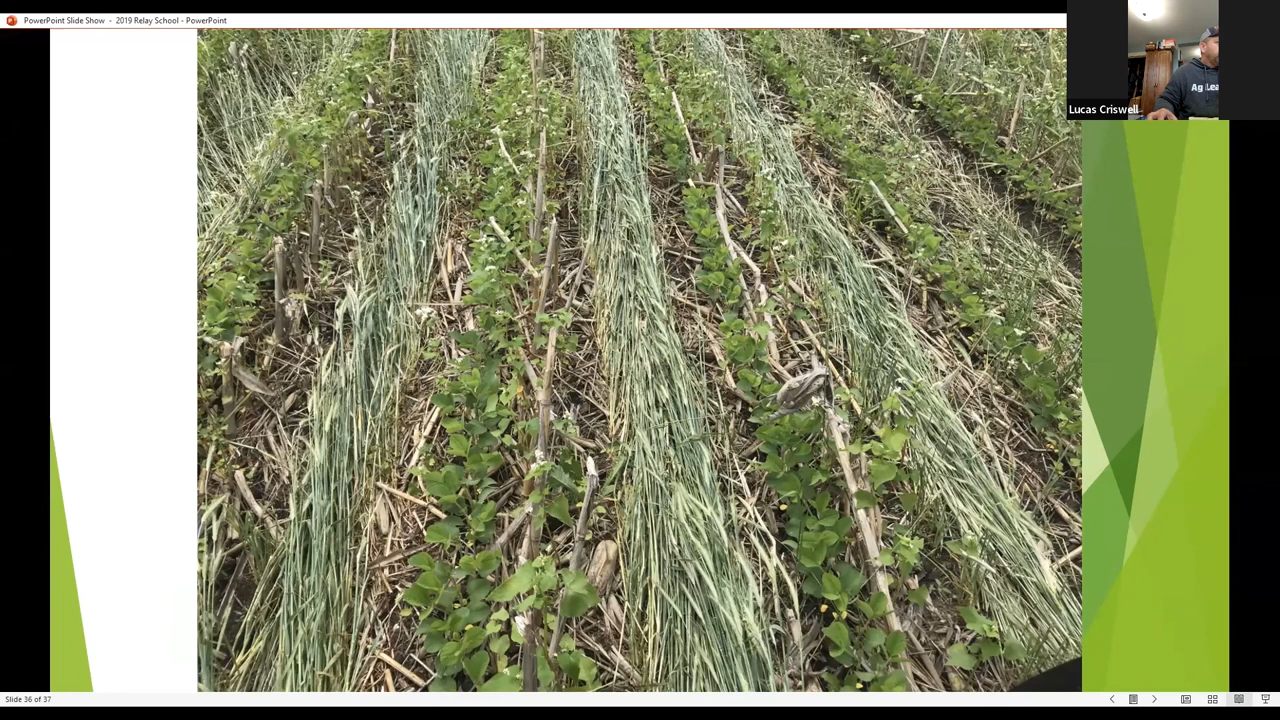 PowerPoint Slide Show - 2019 Relay School - PowerPoint
Ag Lea
Lucas Criswell
Slide 36 of 37